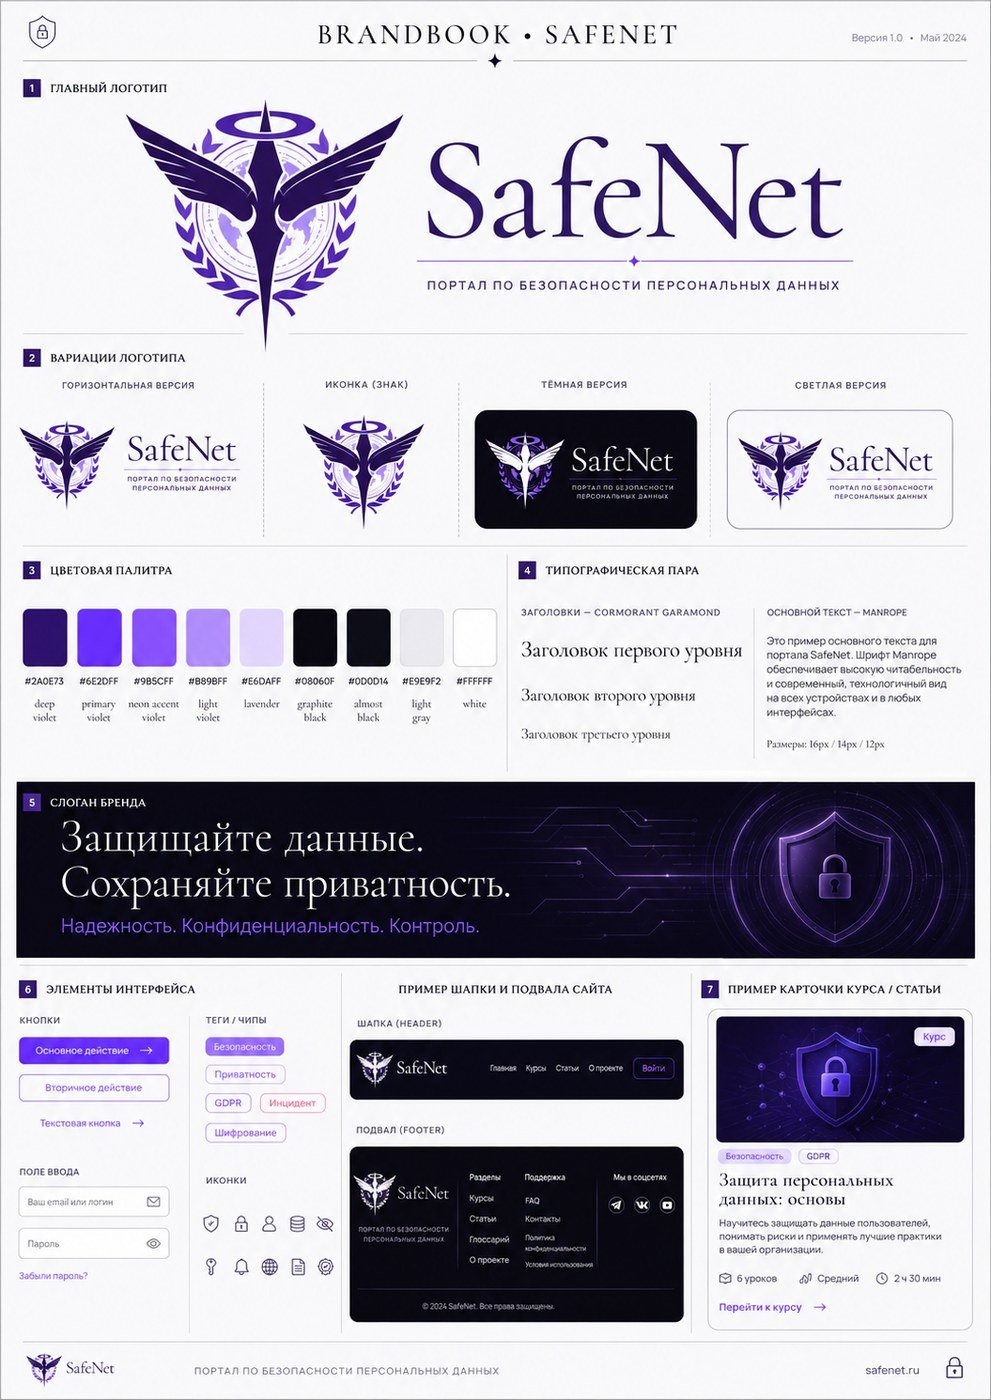 BRANDBOOK • SAFENET
Версия 1.0 • Май 2024
1 ГЛАВНЫЙ ЛОГОТИП
SafeNet
ПОРТАЛ ПО БЕЗОПАСНОСТИ ПЕРСОНАЛЬНЫХ ДАННЫХ
2 ВАРИАЦИИ ЛОГОТИПА
ГОРИЗОНТАЛЬНАЯ ВЕРСИЯ
SafeNet
ПОРТАЛ ПО БЕЗОПАСНОСТИ
ПЕРСОНАЛЬНЫХ ДАННЫХ
ИКОНКА (ЗНАК)
ТЁМНАЯ ВЕРСИЯ
SafeNet
ПОРТАЛ ПО БЕЗОПАСНОСТИ
ПЕРСОНАЛЬНЫХ ДАННЫХ
СВЕТЛАЯ ВЕРСИЯ
SafeNet
ПОРТАЛ ПО БЕЗОПАСНОСТИ
ПЕРСОНАЛЬНЫХ ДАННЫХ
3 ЦВЕТОВАЯ ПАЛИТРА
#2A0E73
deep
violet
#6E2DFF
primary
violet
#9B5CFF
neon accent
violet
#B89BFF
light
violet
#E6DAFF
lavender
#08060F
graphite
black
#0D0D14
almost
black
#E9E9F2
light
gray
#FFFFFF
white
4 ТИПОГРАФИЧЕСКАЯ ПАРА
ЗАГОЛОВКИ — CORMORANT GARAMOND
Заголовок первого уровня
Заголовок второго уровня
Заголовок третьего уровня
ОСНОВНОЙ ТЕКСТ — MANROPE
Это пример основного текста для
портала SafeNet. Шрифт Manrope
обеспечивает высокую читабельность
и современный, технологичный вид
на всех устройствах и в любых
интерфейсах.
Размеры: 16px / 14px / 12px
5 СЛОГАН БРЕНДА
Защищайте данные.
Сохраняйте приватность.
Надежность. Конфиденциальность. Контроль.
6 ЭЛЕМЕНТЫ ИНТЕРФЕЙСА
КНОПКИ
Основное действие
Вторичное действие
Текстовая кнопка
ПОЛЕ ВВОДА
Ваш email или логин
Пароль
Забыли пароль?
ТЕГИ / ЧИПЫ
Безопасность
Приватность
GDPR
Инцидент
Шифрование
ИКОНКИ
ПРИМЕР ШАПКИ И ПОДВАЛА САЙТА
ШАПКА (HEADER)
SafeNet
Главная Курсы Статьи О проекте Войти
ПОДВАЛ (FOOTER)
SafeNet
ПОРТАЛ ПО БЕЗОПАСНОСТИ
ПЕРСОНАЛЬНЫХ ДАННЫХ
Разделы
Курсы
Статьи
Глоссарий
О проекте
Поддержка
FAQ
Контакты
Политика
конфиденциальности
Условия использования
Мы в соцсетях
© 2024 SafeNet. Все права защищены.
7 ПРИМЕР КАРТОЧКИ КУРСА / СТАТЬИ
Курс
Безопасность
GDPR
Защита персональных
данных: основы
Научитесь защищать данные пользователей,
понимать риски и применять лучшие практики
в вашей организации.
6 уроков
Средний
2 ч 30 мин
Перейти к курсу
SafeNet
ПОРТАЛ ПО БЕЗОПАСНОСТИ ПЕРСОНАЛЬНЫХ ДАННЫХ
safenet.ru